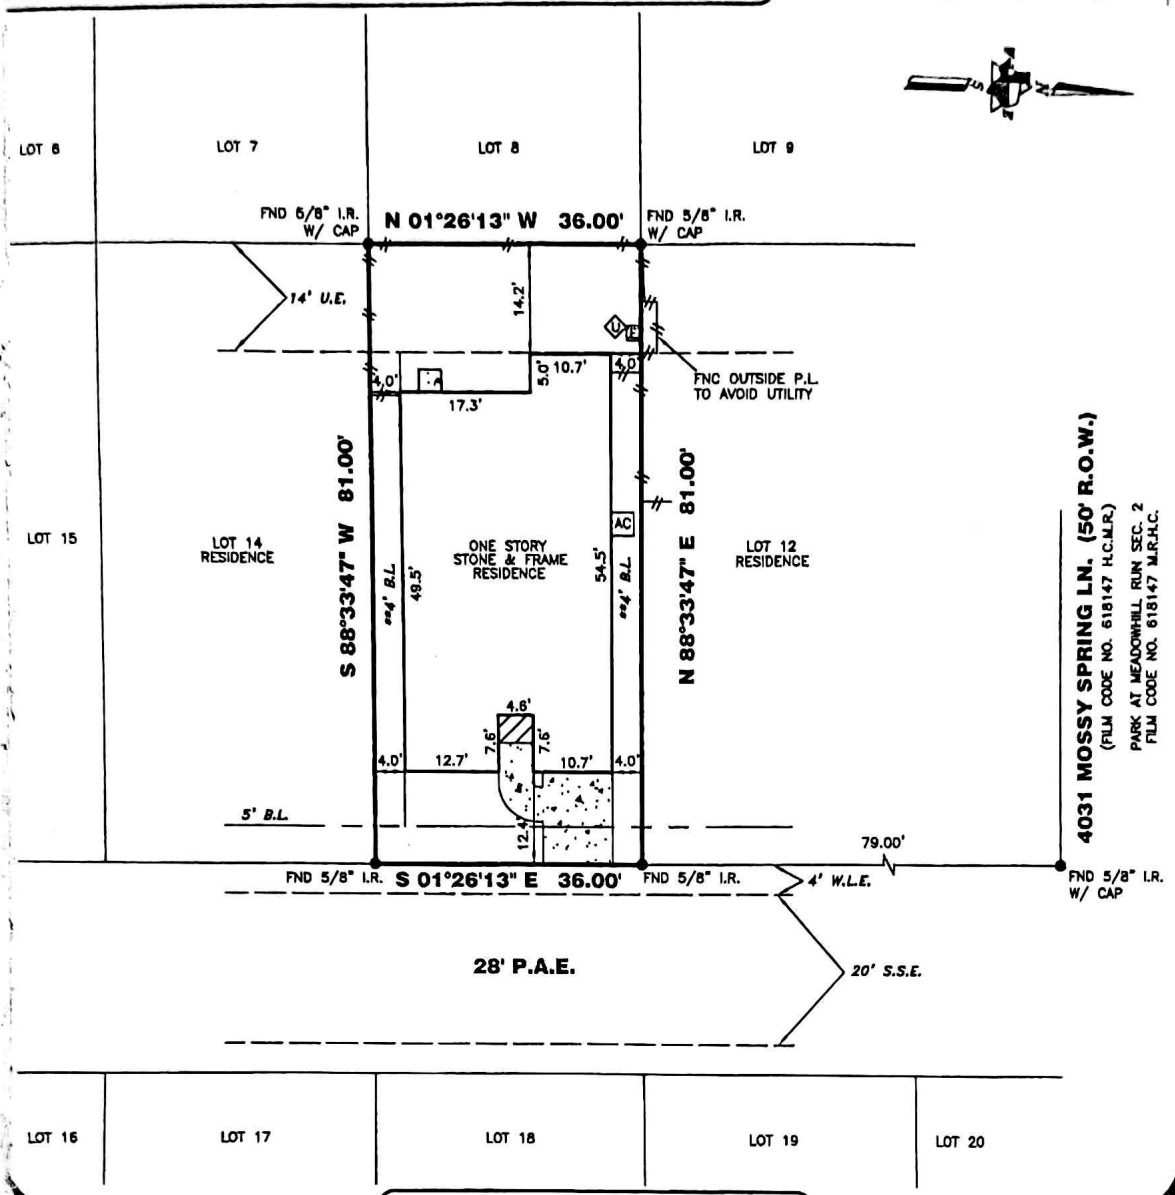 S
N
LOT 6
LOT 7
LOT 8
LOT 9
FND 5/8" I.R.
W/ CAP
N 01°26'13" W 36.00'
FND 5/8" I.R.
W/ CAP
14' U.E.
14.2'
U
E
4.0'
17.3'
5.0'
10.7'
4.0'
FNC OUTSIDE P.L.
TO AVOID UTILITY
S 88°33'47" W 81.00'
N 88°33'47" E 81.00'
LOT 15
LOT 14
RESIDENCE
**4' B.L.
49.5'
ONE STORY
STONE & FRAME
RESIDENCE
54.5'
**4' B.L.
AC
LOT 12
RESIDENCE
4031 MOSSY SPRING LN. (50' R.O.W.)
(FILM CODE NO. 618147 H.C.M.R.)
PARK AT MEADOWHILL RUN SEC. 2
FILM CODE NO. 618147 M.R.H.C.
4.6'
7.6'
7.6'
4.0'
12.7'
10.7'
4.0'
5' B.L.
12.4'
79.00'
FND 5/8" I.R.
S 01°26'13" E 36.00'
FND 5/8" I.R.
4' W.L.E.
FND 5/8" I.R.
W/ CAP
28' P.A.E.
20' S.S.E.
LOT 16
LOT 17
LOT 18
LOT 19
LOT 20